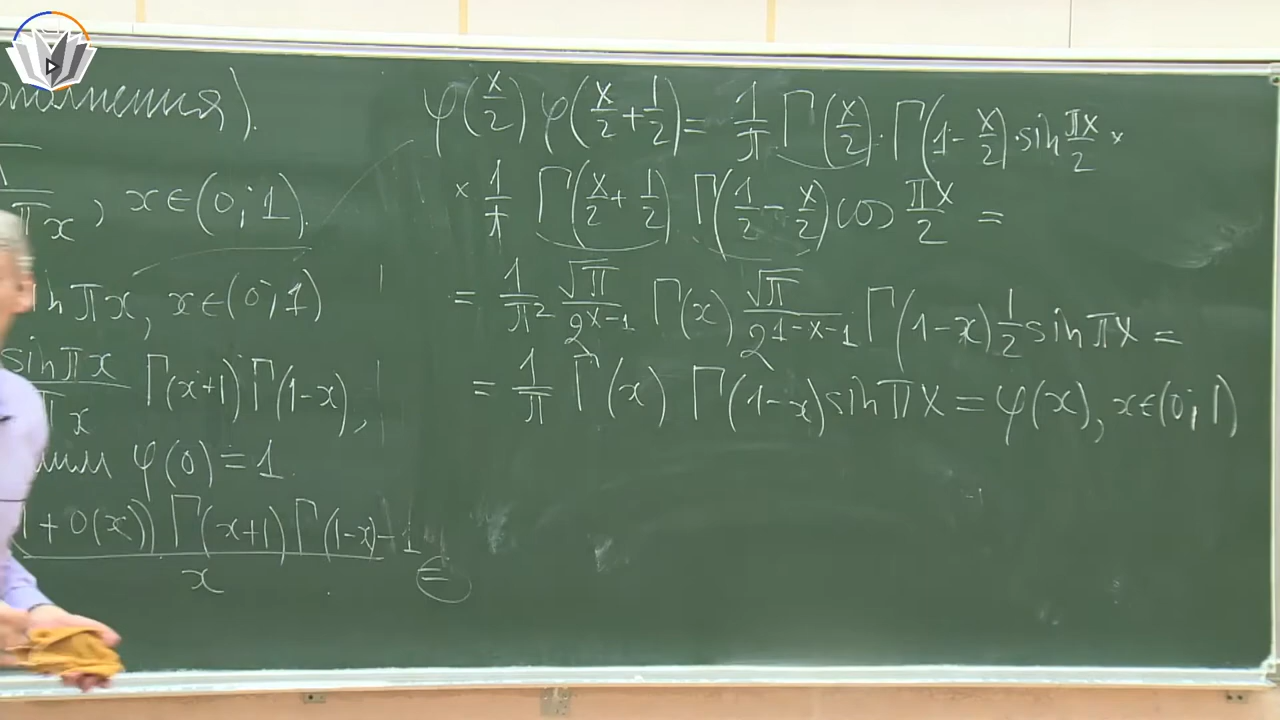 φ(x/2) φ(x/2 + 1/2) = 1/π Γ(x/2)·Γ(1 - x/2)·sin πx/2 ×
x∈(0;1).
× 1/π Γ(x/2 + 1/2) Γ(1/2 - x/2) cos πx/2 =
πx, x∈(0;1)
= 1/π² √π/2^(x-1) Γ(x) √π/2^(1-x-1) Γ(1-x) 1/2 sin πx =
sin πx/πx Γ(x+1)Γ(1-x),
= 1/π Γ(x) Γ(1-x) sin πx = φ(x), x∈(0;1)
φ(0) = 1.
1 + O(x)) Γ(x+1) Γ(1-x) - 1
x
=